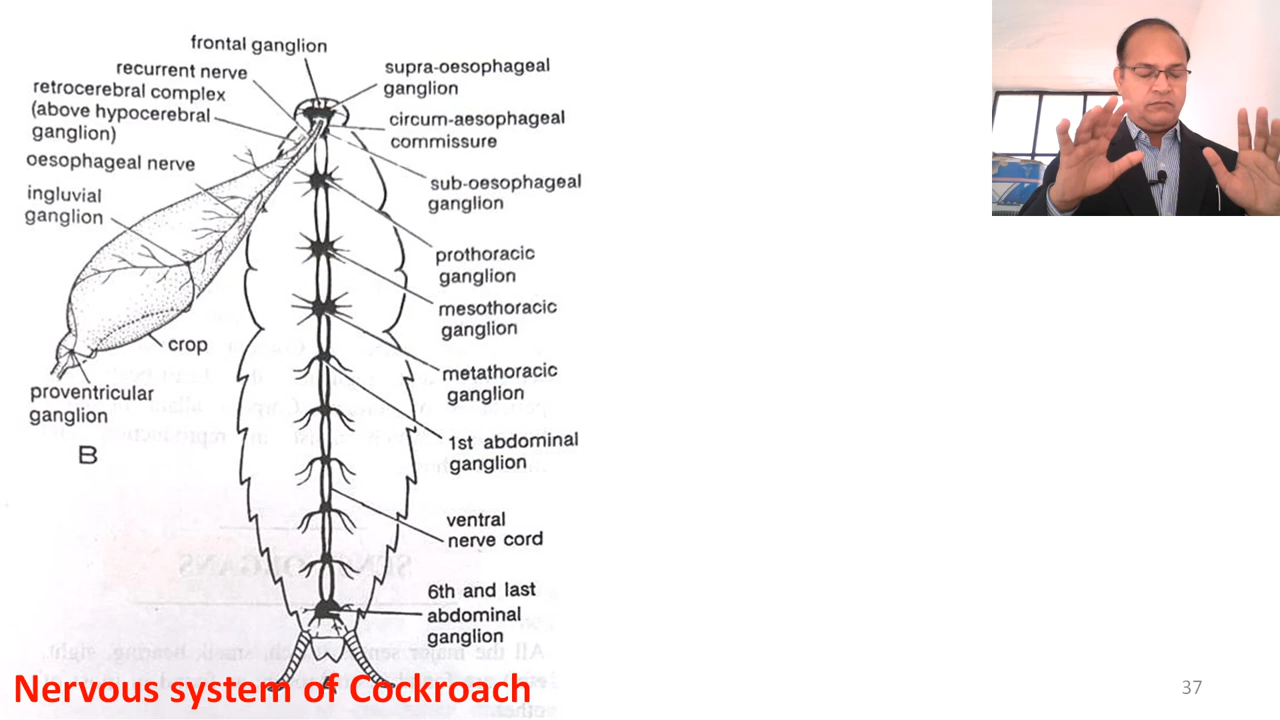 frontal ganglion
recurrent nerve
retrocerebral complex
(above hypocerebral
ganglion)
oesophageal nerve
ingluvial
ganglion
crop
proventricular
ganglion
B
supra-oesophageal
ganglion
circum-aesophageal
commissure
sub-oesophageal
ganglion
prothoracic
ganglion
mesothoracic
ganglion
metathoracic
ganglion
1st abdominal
ganglion
ventral
nerve cord
6th and last
abdominal
ganglion
Nervous system of Cockroach
37